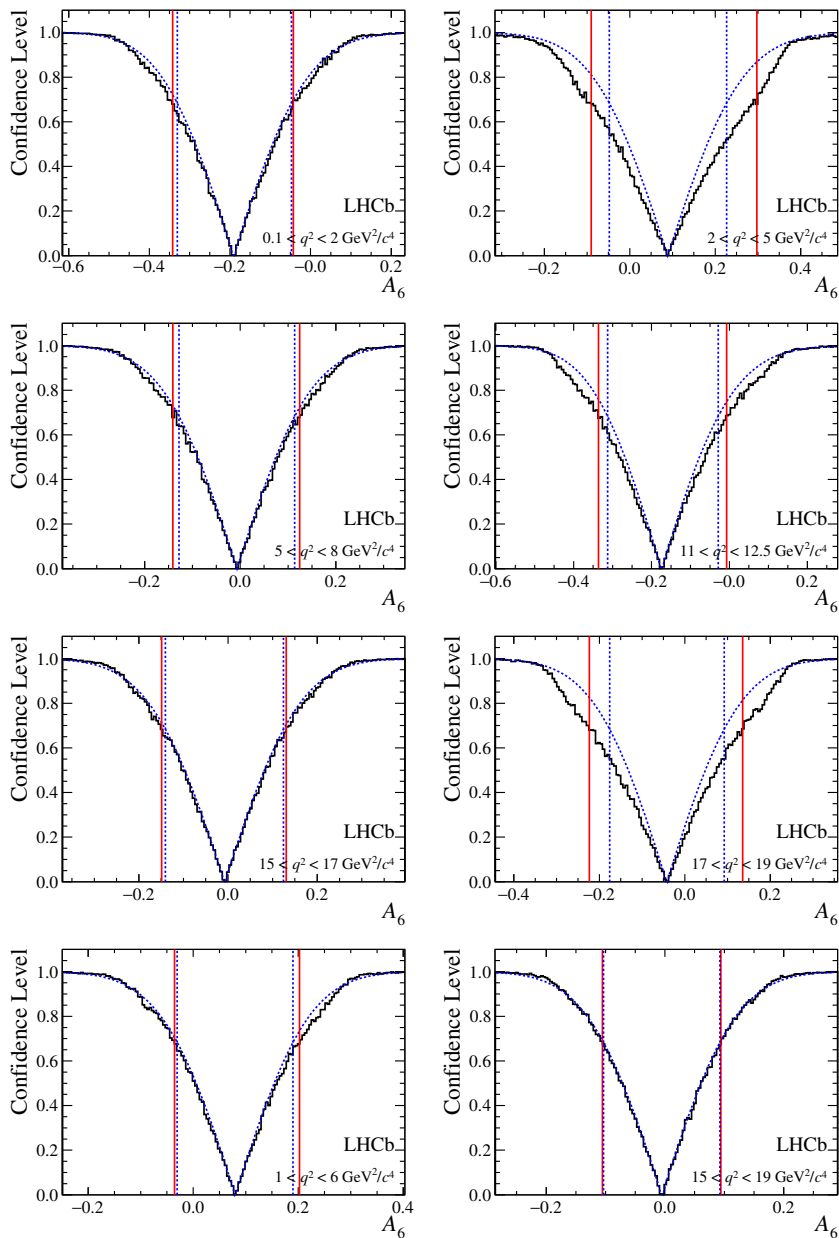 Confidence Level
1.0
0.8
0.6
0.4
0.2
0.0
LHCb
0.1 < q² < 2 GeV²/c⁴
−0.6 −0.4 −0.2 −0.0 0.2
A₆
Confidence Level
1.0
0.8
0.6
0.4
0.2
0.0
LHCb
2 < q² < 5 GeV²/c⁴
−0.2 0.0 0.2 0.4
A₆
Confidence Level
1.0
0.8
0.6
0.4
0.2
0.0
LHCb
5 < q² < 8 GeV²/c⁴
−0.2 0.0 0.2
A₆
Confidence Level
1.0
0.8
0.6
0.4
0.2
0.0
LHCb
11 < q² < 12.5 GeV²/c⁴
−0.6 −0.4 −0.2 −0.0 0.2
A₆
Confidence Level
1.0
0.8
0.6
0.4
0.2
0.0
LHCb
15 < q² < 17 GeV²/c⁴
−0.2 0.0 0.2
A₆
Confidence Level
1.0
0.8
0.6
0.4
0.2
0.0
LHCb
17 < q² < 19 GeV²/c⁴
−0.4 −0.2 0.0 0.2
A₆
Confidence Level
1.0
0.8
0.6
0.4
0.2
0.0
LHCb
1 < q² < 6 GeV²/c⁴
−0.2 0.0 0.2 0.4
A₆
Confidence Level
1.0
0.8
0.6
0.4
0.2
0.0
LHCb
15 < q² < 19 GeV²/c⁴
−0.2 0.0 0.2
A₆